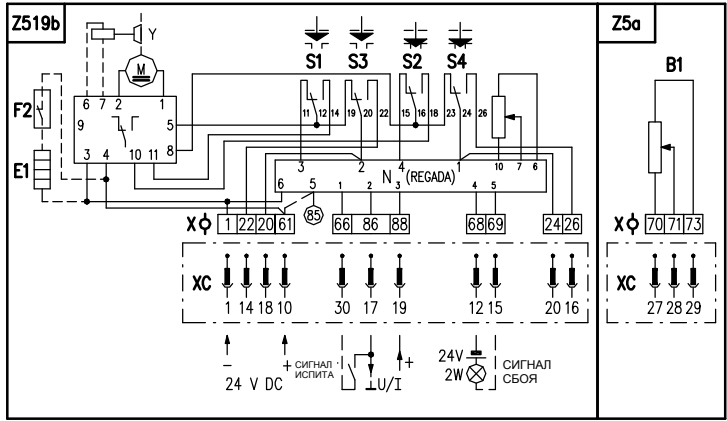 Z519b
Z5a
Y
M
S1 S3 S2 S4
B1
F2
E1
6 7 2 1
9 5
8
3 4 10 11
11 12 14 19 20 22 15 16 18 23 24 26
3 2 4 1 10 7 6
N (REGADA)
6 5 1 2 3 4 5
85
X 1 22 20 61 66 86 88 68 69 24 26
X 70 71 73
XC
1 14 18 10 30 17 19 12 15 20 16
XC
27 28 29
– +
24 V DC
СИГНАЛ
ИСПИТА
U/I
+
24V
2W
СИГНАЛ
СБОЯ